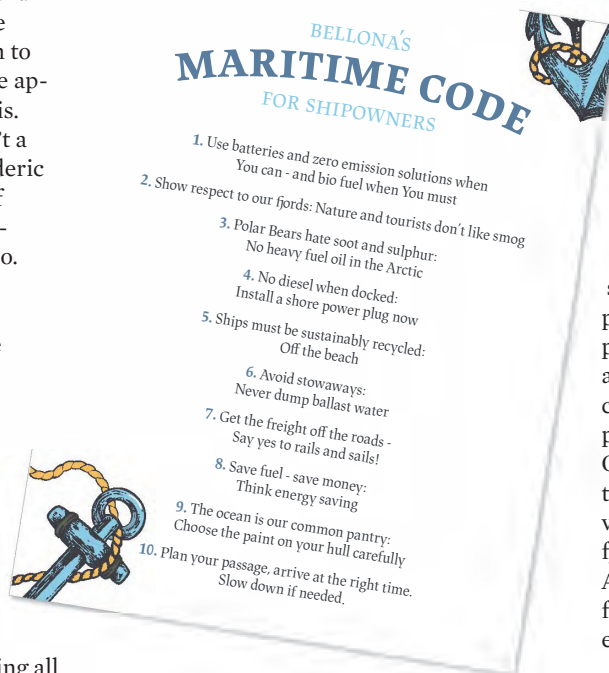 BELLONA'S
MARITIME CODE
FOR SHIPOWNERS
1. Use batteries and zero emission solutions when
You can - and bio fuel when You must
2. Show respect to our fjords: Nature and tourists don't like smog
3. Polar Bears hate soot and sulphur:
No heavy fuel oil in the Arctic
4. No diesel when docked:
Install a shore power plug now
5. Ships must be sustainably recycled:
Off the beach
6. Avoid stowaways:
Never dump ballast water
7. Get the freight off the roads -
Say yes to rails and sails!
8. Save fuel - save money:
Think energy saving
9. The ocean is our common pantry:
Choose the paint on your hull carefully
10. Plan your passage, arrive at the right time.
Slow down if needed.
to
ap-
is.
't a
deric
o.
ing all